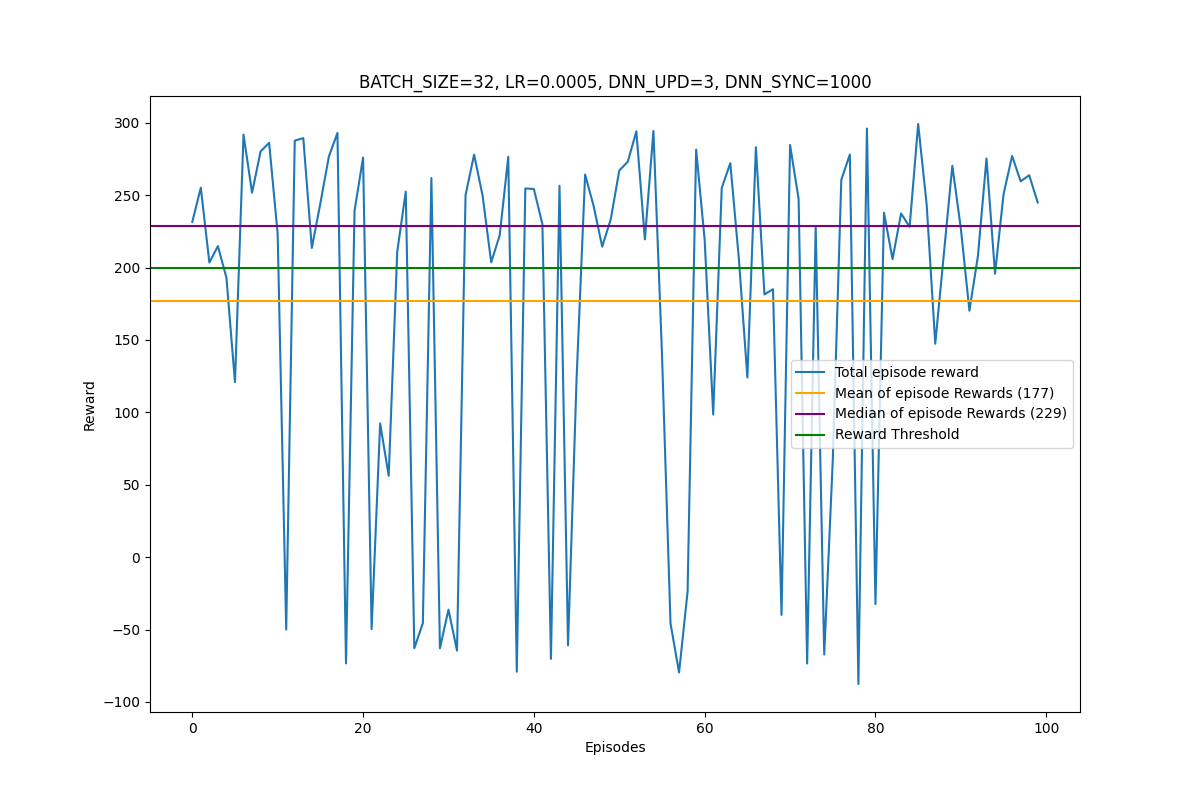 BATCH_SIZE=32, LR=0.0005, DNN_UPD=3, DNN_SYNC=1000
300
250
200
150
100
50
0
−50
−100
Reward
Total episode reward
Mean of episode Rewards (177)
Median of episode Rewards (229)
Reward Threshold
0 20 40 60 80 100
Episodes